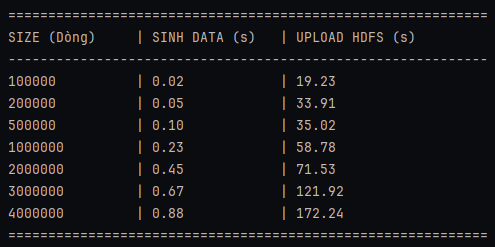 ============================================================
SIZE (Dòng)     | SINH DATA (s)   | UPLOAD HDFS (s)
------------------------------------------------------------
100000          | 0.02            | 19.23
200000          | 0.05            | 33.91
500000          | 0.10            | 35.02
1000000         | 0.23            | 58.78
2000000         | 0.45            | 71.53
3000000         | 0.67            | 121.92
4000000         | 0.88            | 172.24
============================================================